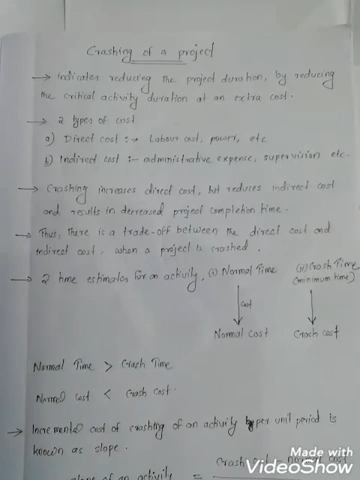 Crashing of a project
→ indicates reducing the project duration, by reducing
the critical activity duration at an extra cost.
→ 2 types of cost
a) Direct cost :→ Labour cost, power, etc
b) Indirect cost :- administrative expense, supervision etc.
→ Crashing increases direct cost, but reduces indirect cost
and results in decreased project completion time.
→ Thus, there is a trade-off between the direct cost and
indirect cost, when a project is crashed.
→ 2 time estimates for an activity, (i) Normal Time (ii) Crash Time
(minimum time)
cost
Normal Cost Crach cost
Normal Time > Crash Time
Normal Cost < Crash Cost.
→ Incremental cost of crashing of an activity per unit period is
known as slope.
Crash cost - Normal Cost
slope of an activity =
Made with
VideoShow